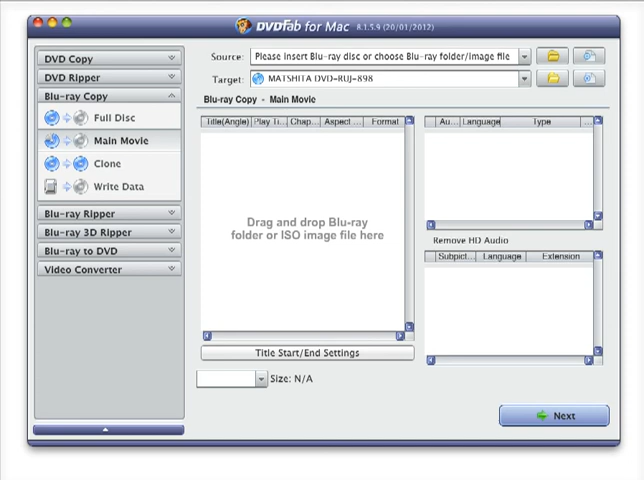 DVDFab for Mac 8.1.5.9 (20/01/2012)
DVD Copy
DVD Ripper
Blu-ray Copy
Full Disc
Main Movie
Clone
Write Data
Blu-ray Ripper
Blu-ray 3D Ripper
Blu-ray to DVD
Video Converter
Source: Please insert Blu-ray disc or choose Blu-ray folder/image file
Target: MATSHITA DVD-RUJ-898
Blu-ray Copy - Main Movie
Title(Angle) Play Ti... Chap... Aspect ... Format
Drag and drop Blu-ray
folder or ISO image file here
Title Start/End Settings
Size: N/A
Au... Language Type ...
Remove HD Audio
Subpict... Language Extension
Next